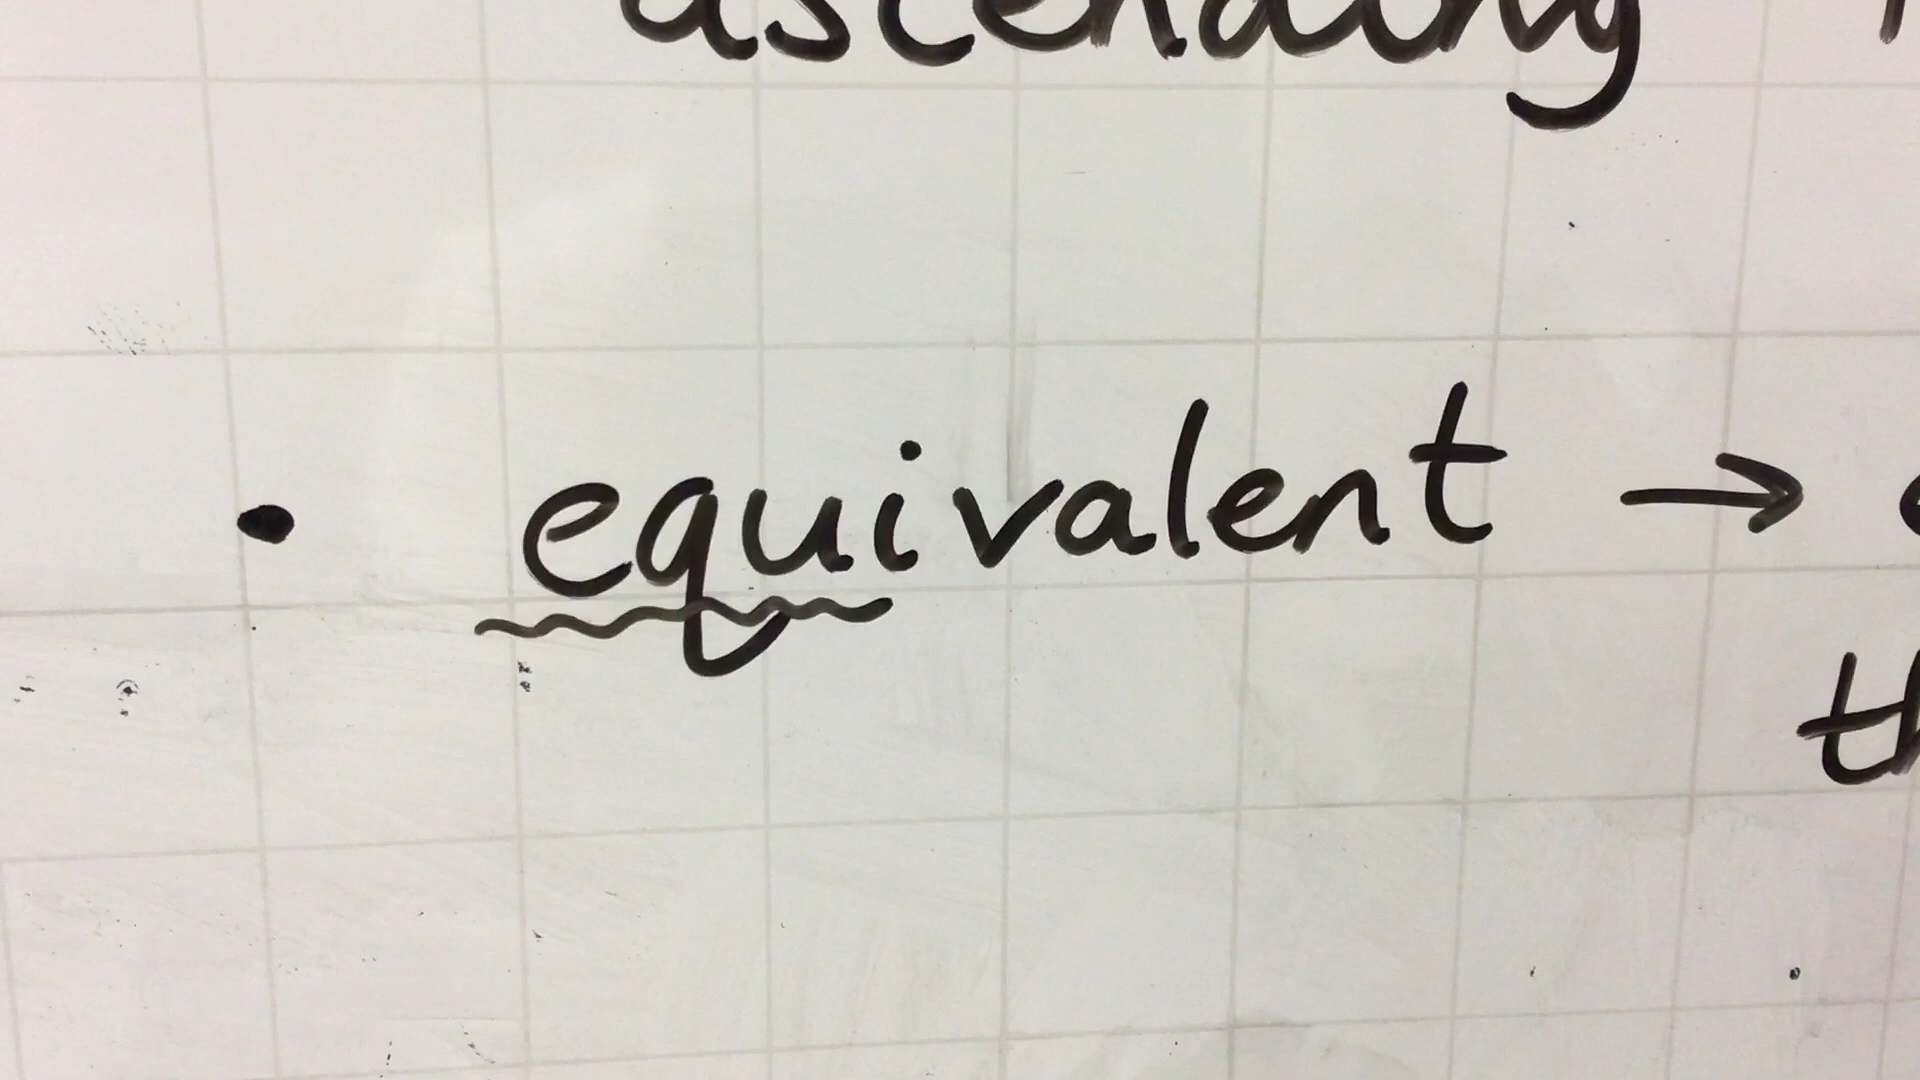 ascending
• equivalent →